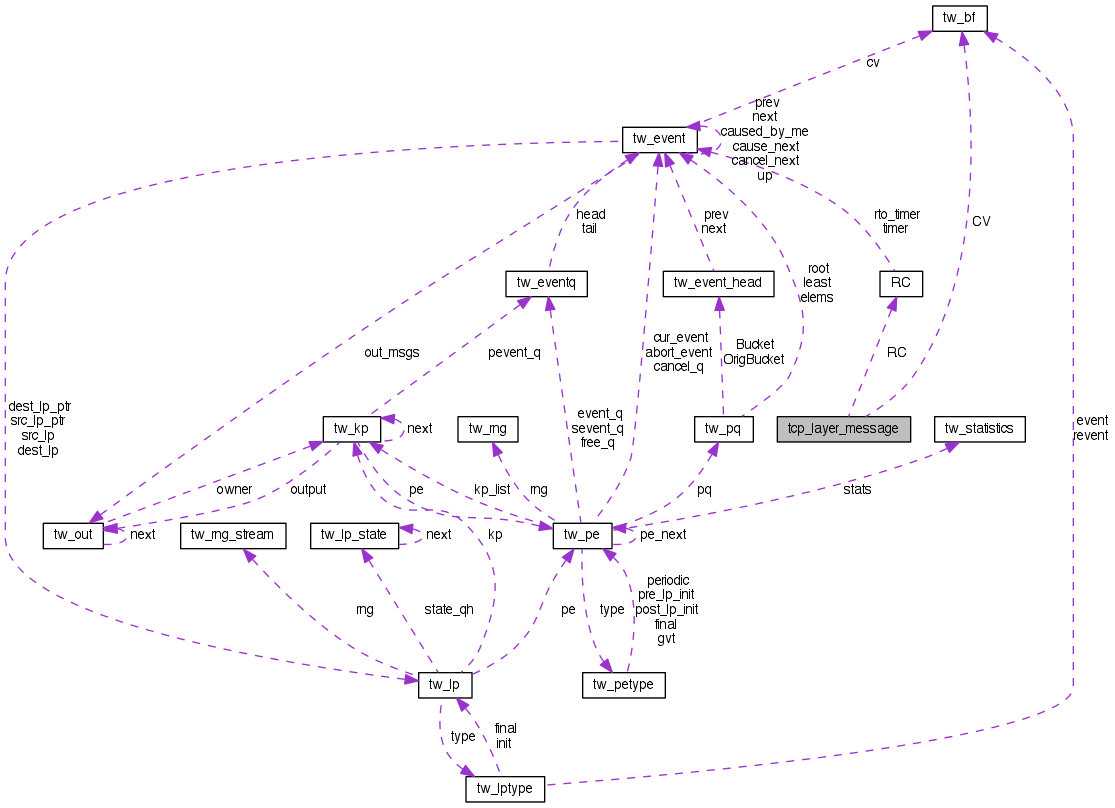 tw_bf
cv
prev
next
caused_by_me
cause_next
cancel_next
up
tw_event
rto_timer
timer
CV
head
tail
prev
next
root
least
elems
tw_eventq
tw_event_head
RC
out_msgs
pevent_q
cur_event
abort_event
cancel_q
Bucket
OrigBucket
RC
dest_lp_ptr
src_lp_ptr
src_lp
dest_lp
event_q
sevent_q
free_q
event
revent
tw_kp
next
tw_rng
tw_pq
tcp_layer_message
tw_statistics
owner
output
pe
kp_list
rng
pq
stats
tw_out
next
tw_rng_stream
tw_lp_state
next
kp
tw_pe
pe_next
rng
state_qh
pe
type
periodic
pre_lp_init
post_lp_init
final
gvt
tw_lp
tw_petype
type
final
init
tw_lptype